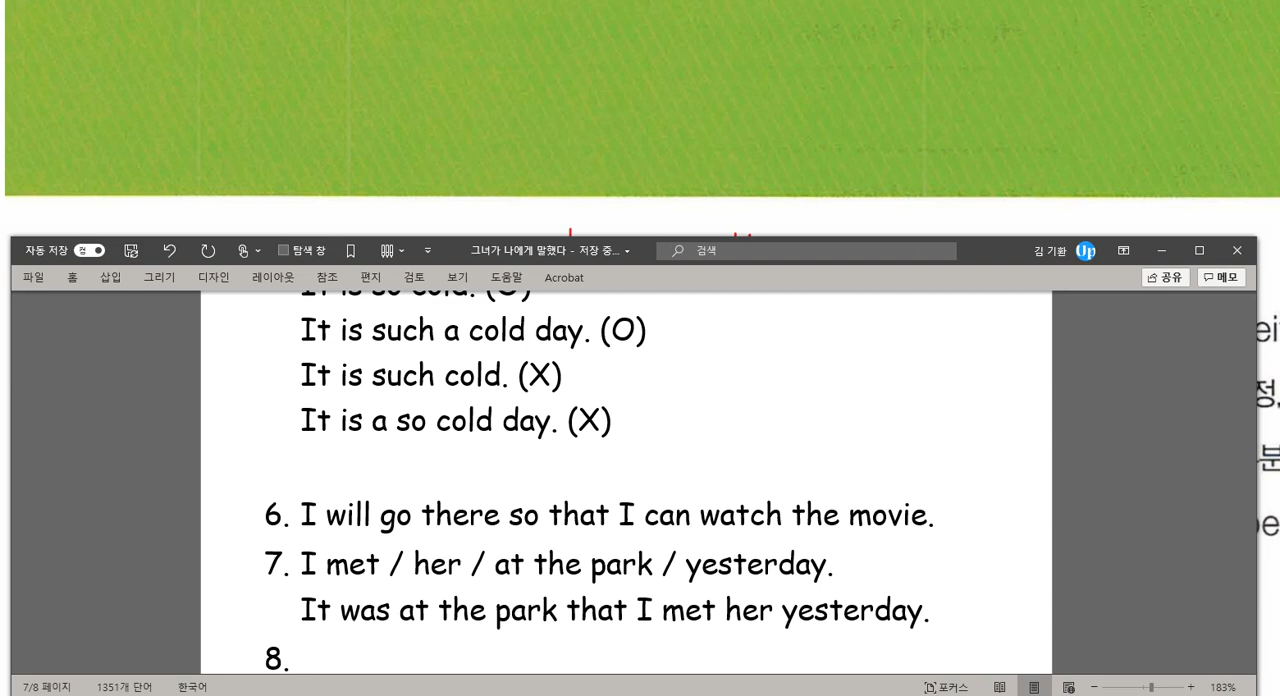 자동 저장 켬 탐색 창 그녀가 나에게 말했다 - 저장 중... 검색 김 기환 Up
파일 홈 삽입 그리기 디자인 레이아웃 참조 편지 검토 보기 도움말 Acrobat 공유 메모
It is so cold. (O)
It is such a cold day. (O)
It is such cold. (X)
It is a so cold day. (X)
6. I will go there so that I can watch the movie.
7. I met / her / at the park / yesterday.
It was at the park that I met her yesterday.
8.
7/8 페이지 1351개 단어 한국어 포커스 183%